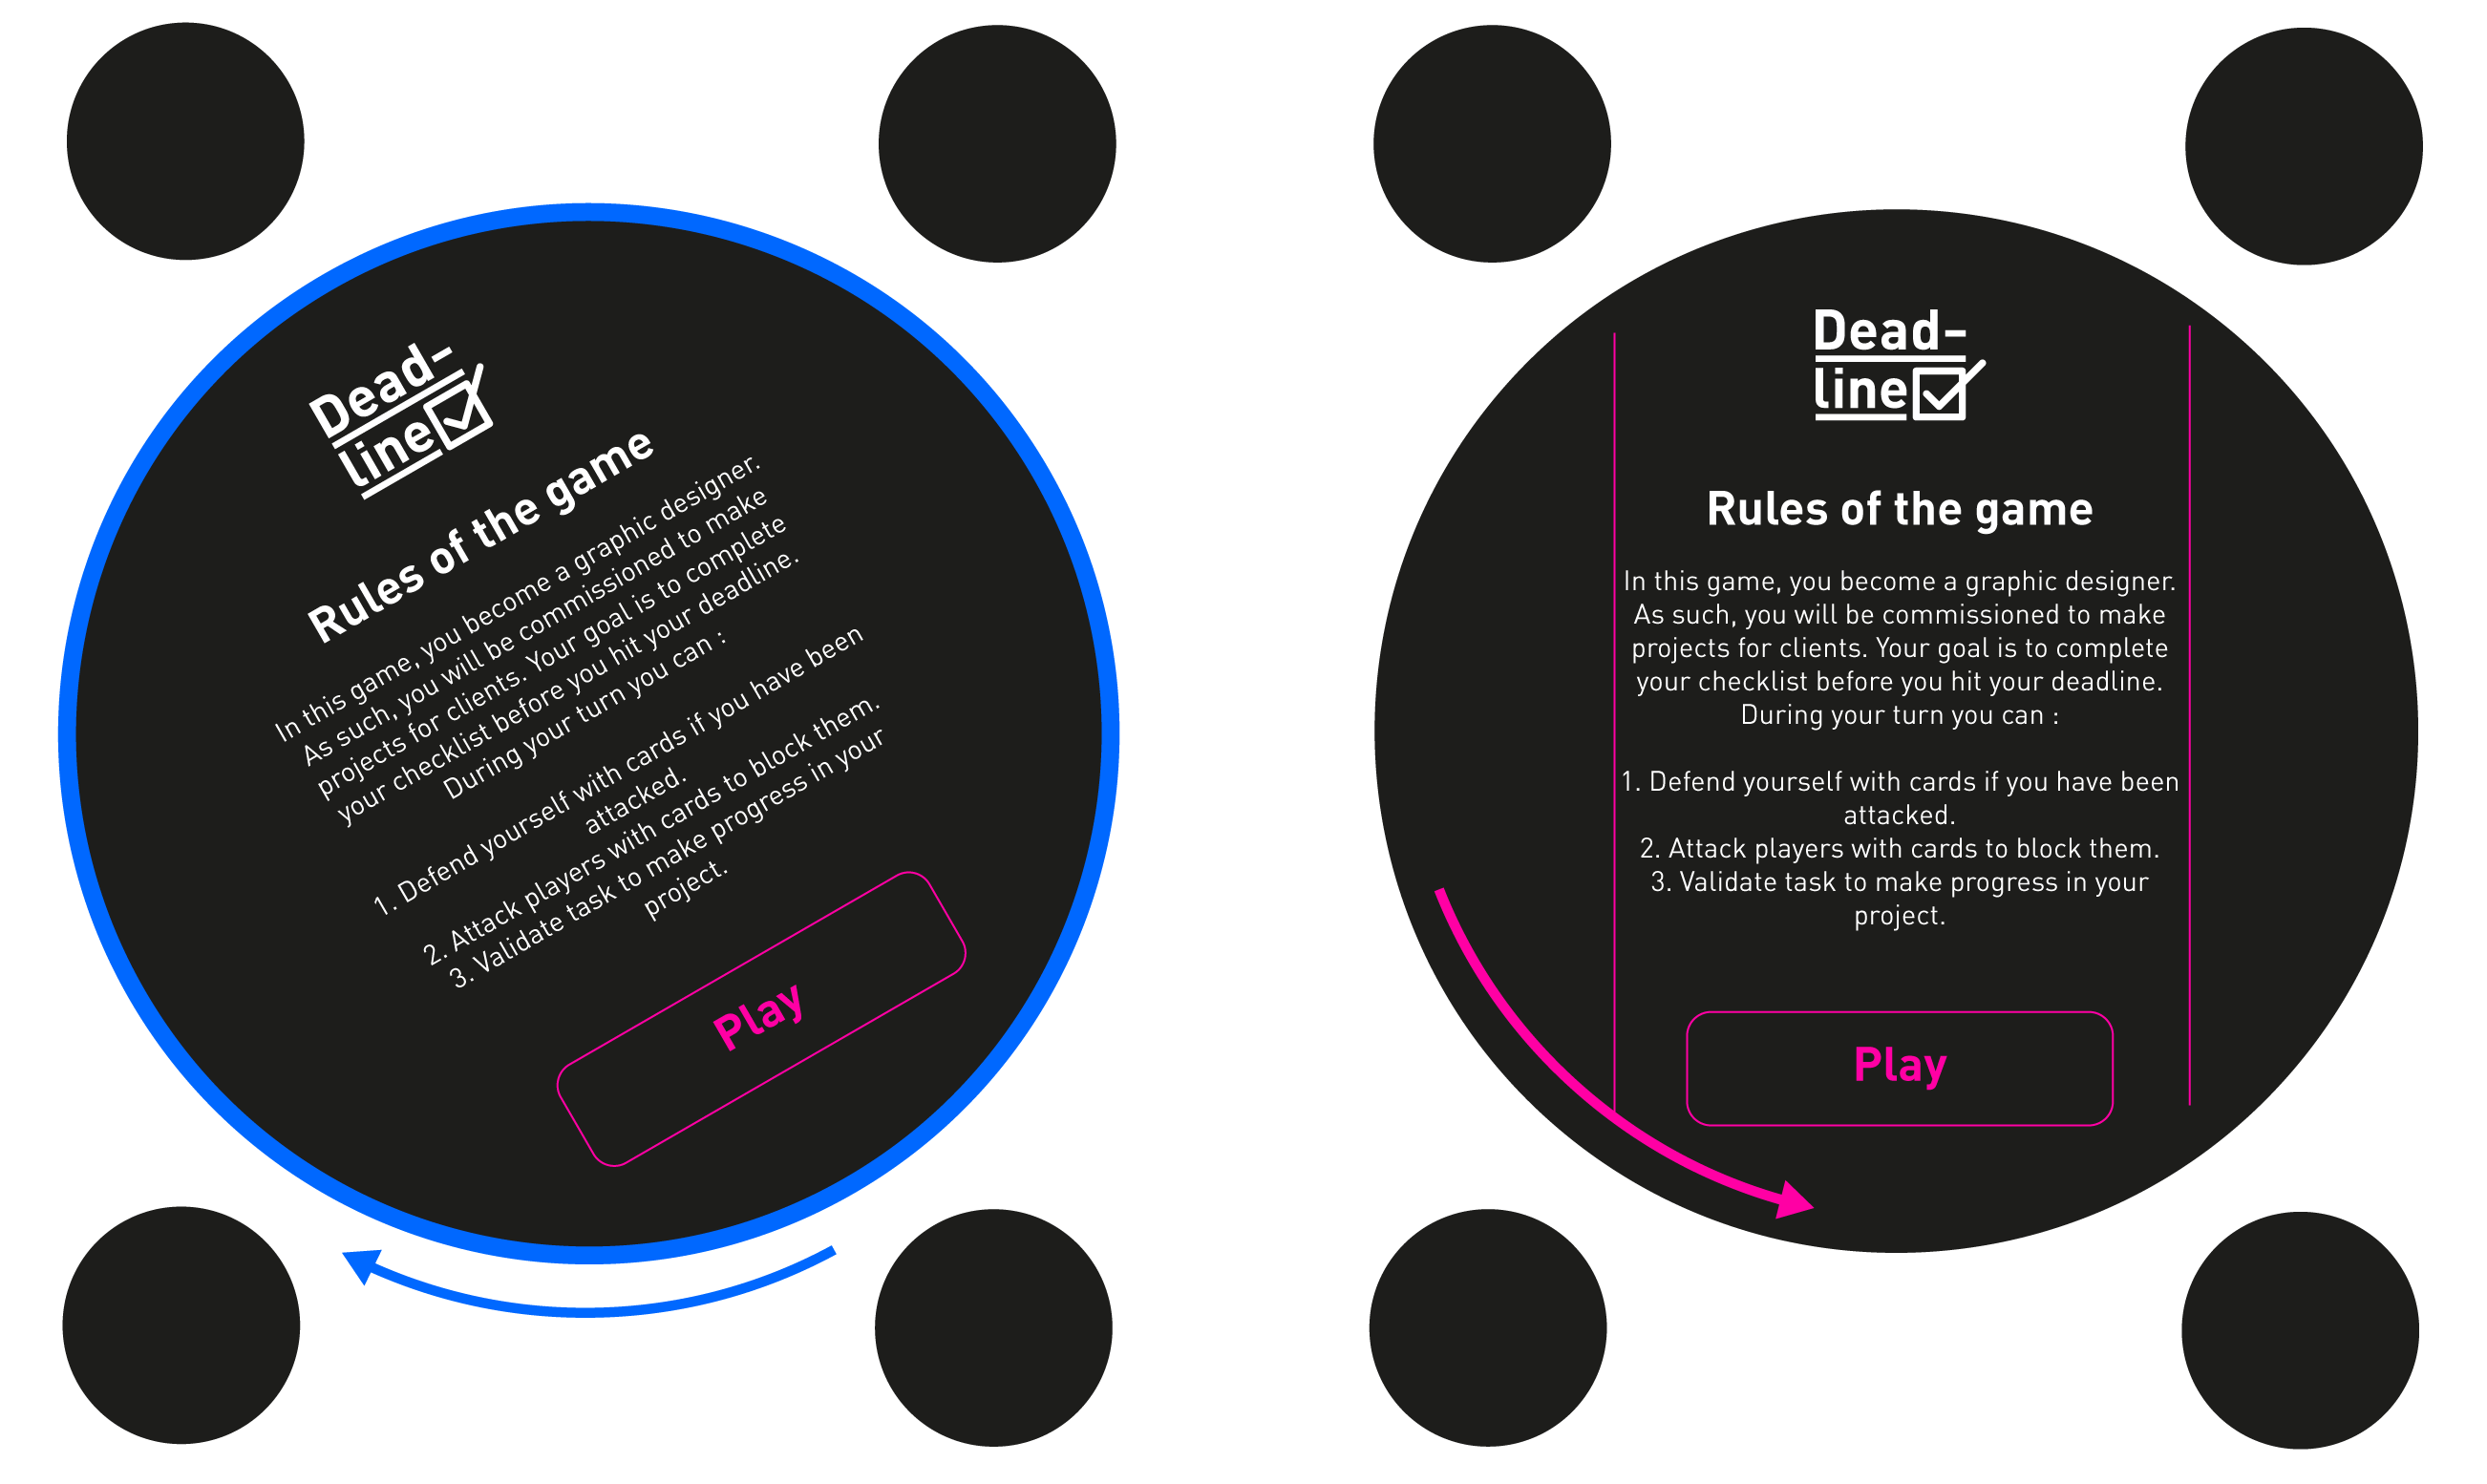 Dead-
line
Rules of the game
In this game, you become a graphic designer.
As such, you will be commissioned to make
projects for clients. Your goal is to complete
your checklist before you hit your deadline.
During your turn you can :
1. Defend yourself with cards if you have been
attacked.
2. Attack players with cards to block them.
3. Validate task to make progress in your
project.
Play
Dead-
line
Rules of the game
In this game, you become a graphic designer.
As such, you will be commissioned to make
projects for clients. Your goal is to complete
your checklist before you hit your deadline.
During your turn you can :
1. Defend yourself with cards if you have been
attacked.
2. Attack players with cards to block them.
3. Validate task to make progress in your
project.
Play